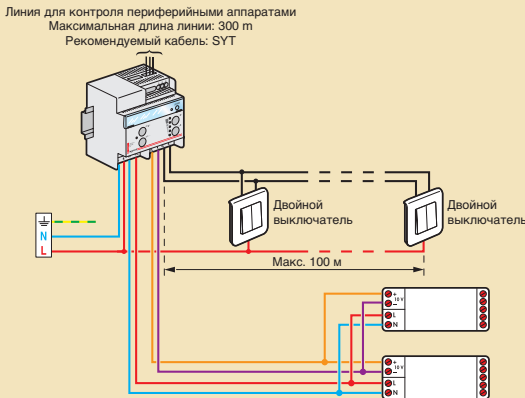 Линия для контроля периферийными аппаратами
Максимальная длина линии: 300 m
Рекомендуемый кабель: SYT
Двойной
выключатель
Двойной
выключатель
N
L
Макс. 100 м
+
10 V
−
L
N
+
10 V
−
L
N